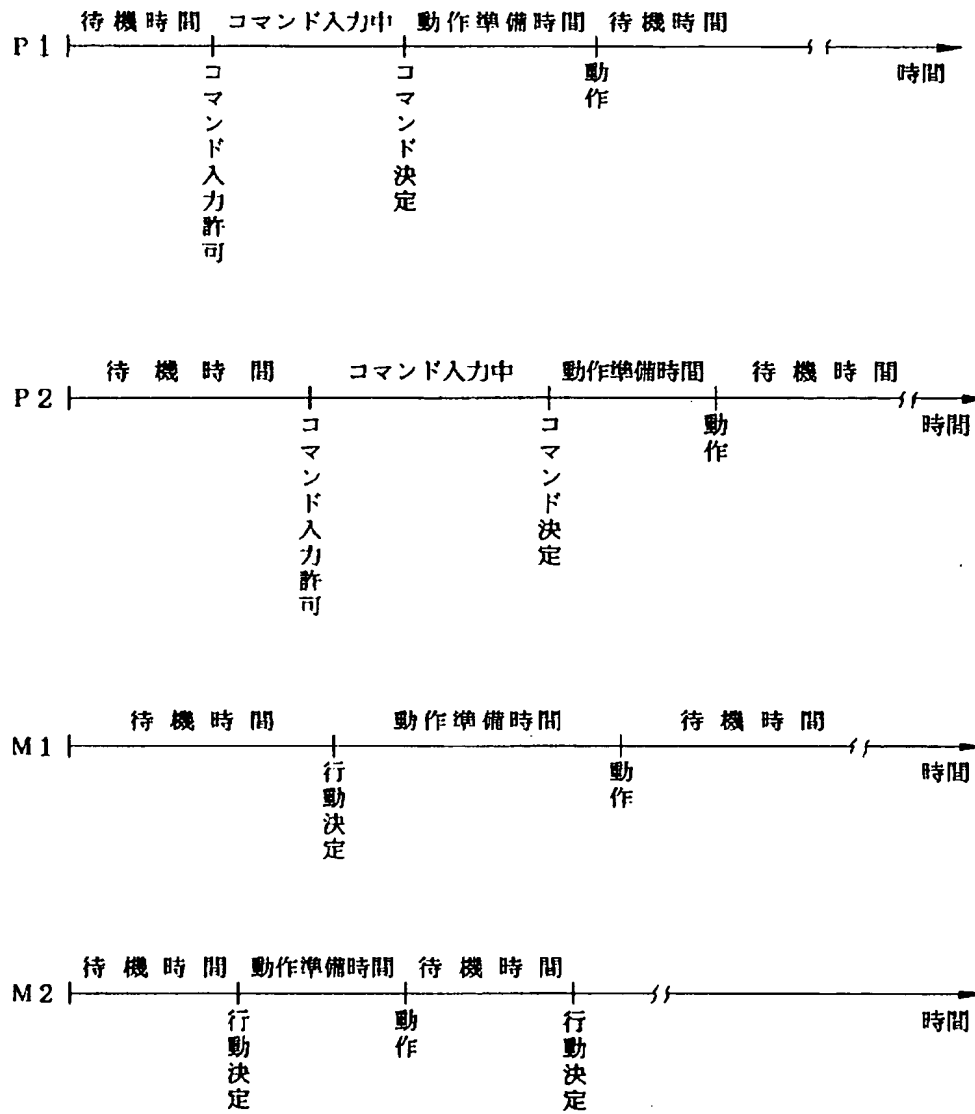 待機時間 コマンド入力中 動作準備時間 待機時間
P1
時間
コマンド入力許可
コマンド決定
動作
待機時間 コマンド入力中 動作準備時間 待機時間
P2
時間
コマンド入力許可
コマンド決定
動作
待機時間 動作準備時間 待機時間
M1
時間
行動決定
動作
待機時間 動作準備時間 待機時間
M2
時間
行動決定
動作
行動決定